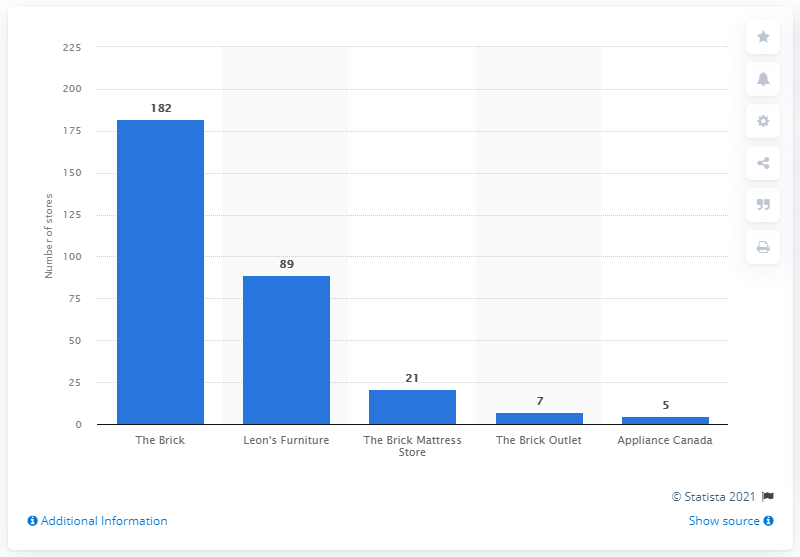 225
200
175
150
125
100
75
50
25
0
Number of stores
182
89
21
7
5
The Brick
Leon's Furniture
The Brick Mattress
Store
The Brick Outlet
Appliance Canada
© Statista 2021
Additional Information
Show source